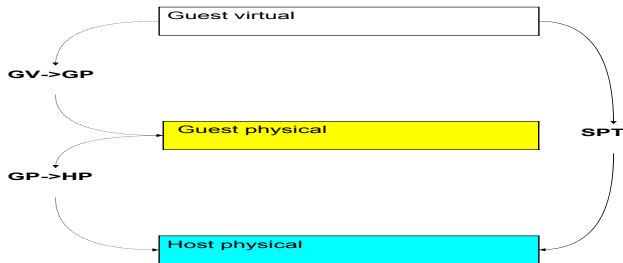 Guest virtual
GV->GP
Guest physical
SPT
GP->HP
Host physical